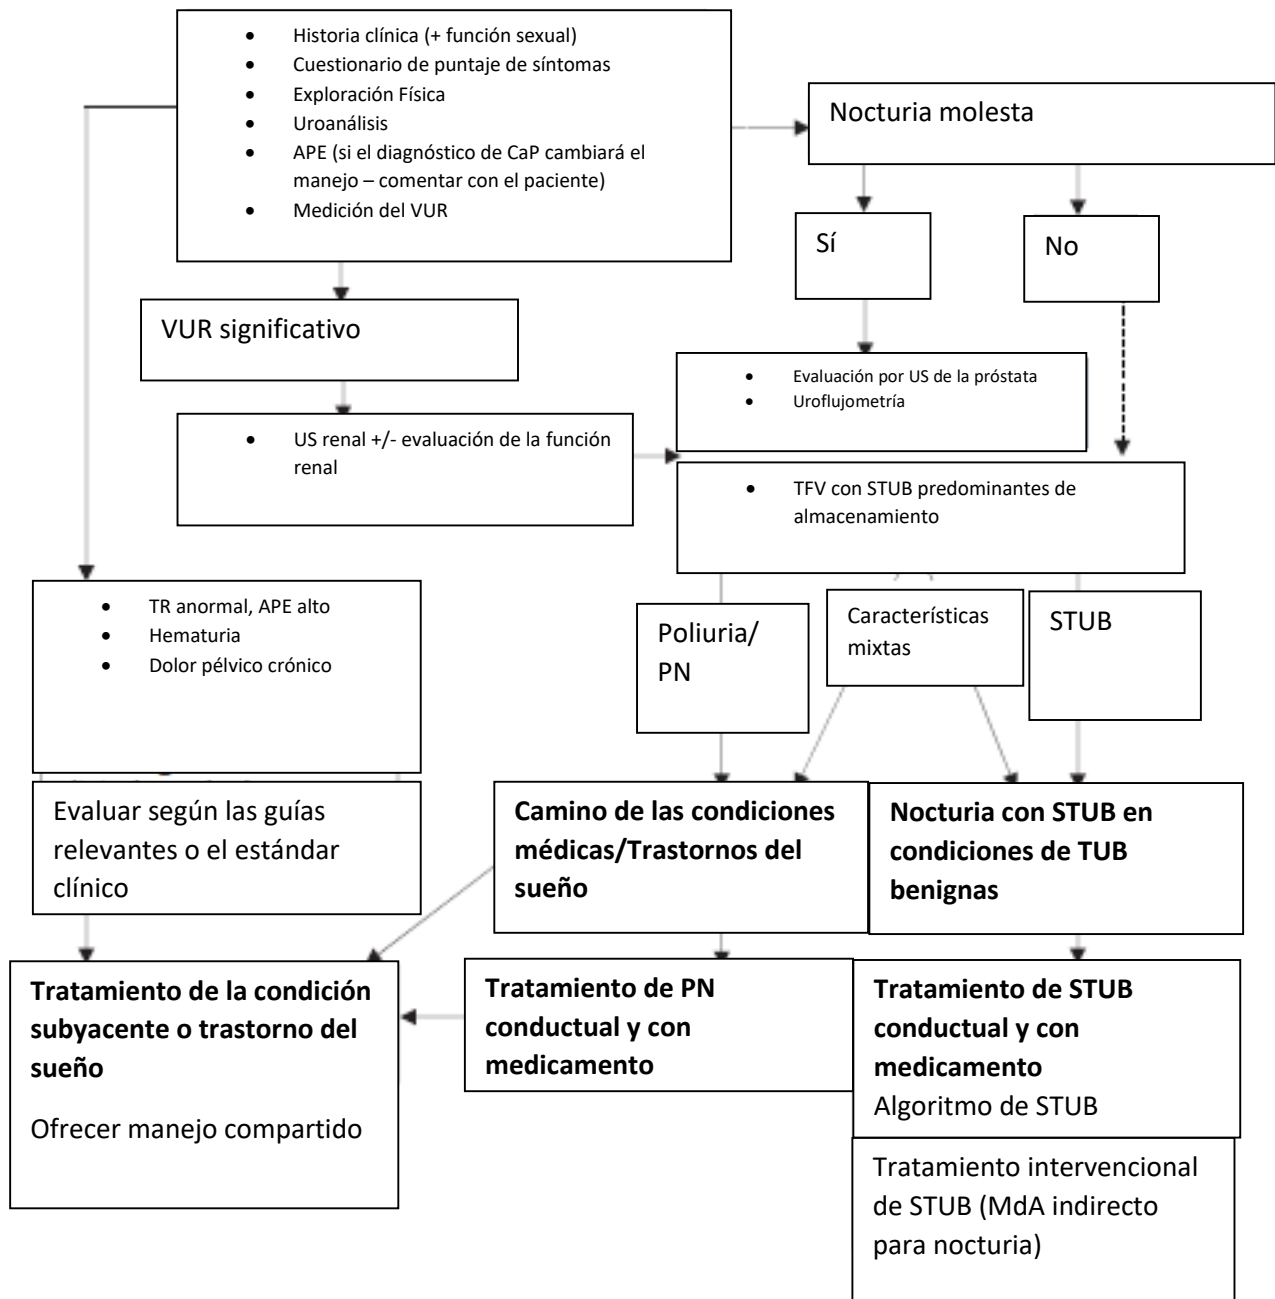 • Historia clínica (+ función sexual)
• Cuestionario de puntaje de síntomas
• Exploración Física
• Uroanálisis
• APE (si el diagnóstico de CaP cambiará el
manejo – comentar con el paciente)
• Medición del VUR
Nocturia molesta
Sí
No
VUR significativo
• Evaluación por US de la próstata
• Uroflujometría
• US renal +/- evaluación de la función
renal
• TFV con STUB predominantes de
almacenamiento
• TR anormal, APE alto
• Hematuria
• Dolor pélvico crónico
Poliuria/
PN
Características
mixtas
STUB
Evaluar según las guías
relevantes o el estándar
clínico
Camino de las condiciones
médicas/Trastornos del
sueño
Nocturia con STUB en
condiciones de TUB
benignas
Tratamiento de la condición
subyacente o trastorno del
sueño
Ofrecer manejo compartido
Tratamiento de PN
conductual y con
medicamento
Tratamiento de STUB
conductual y con
medicamento
Algoritmo de STUB
Tratamiento intervencional
de STUB (MdA indirecto
para nocturia)